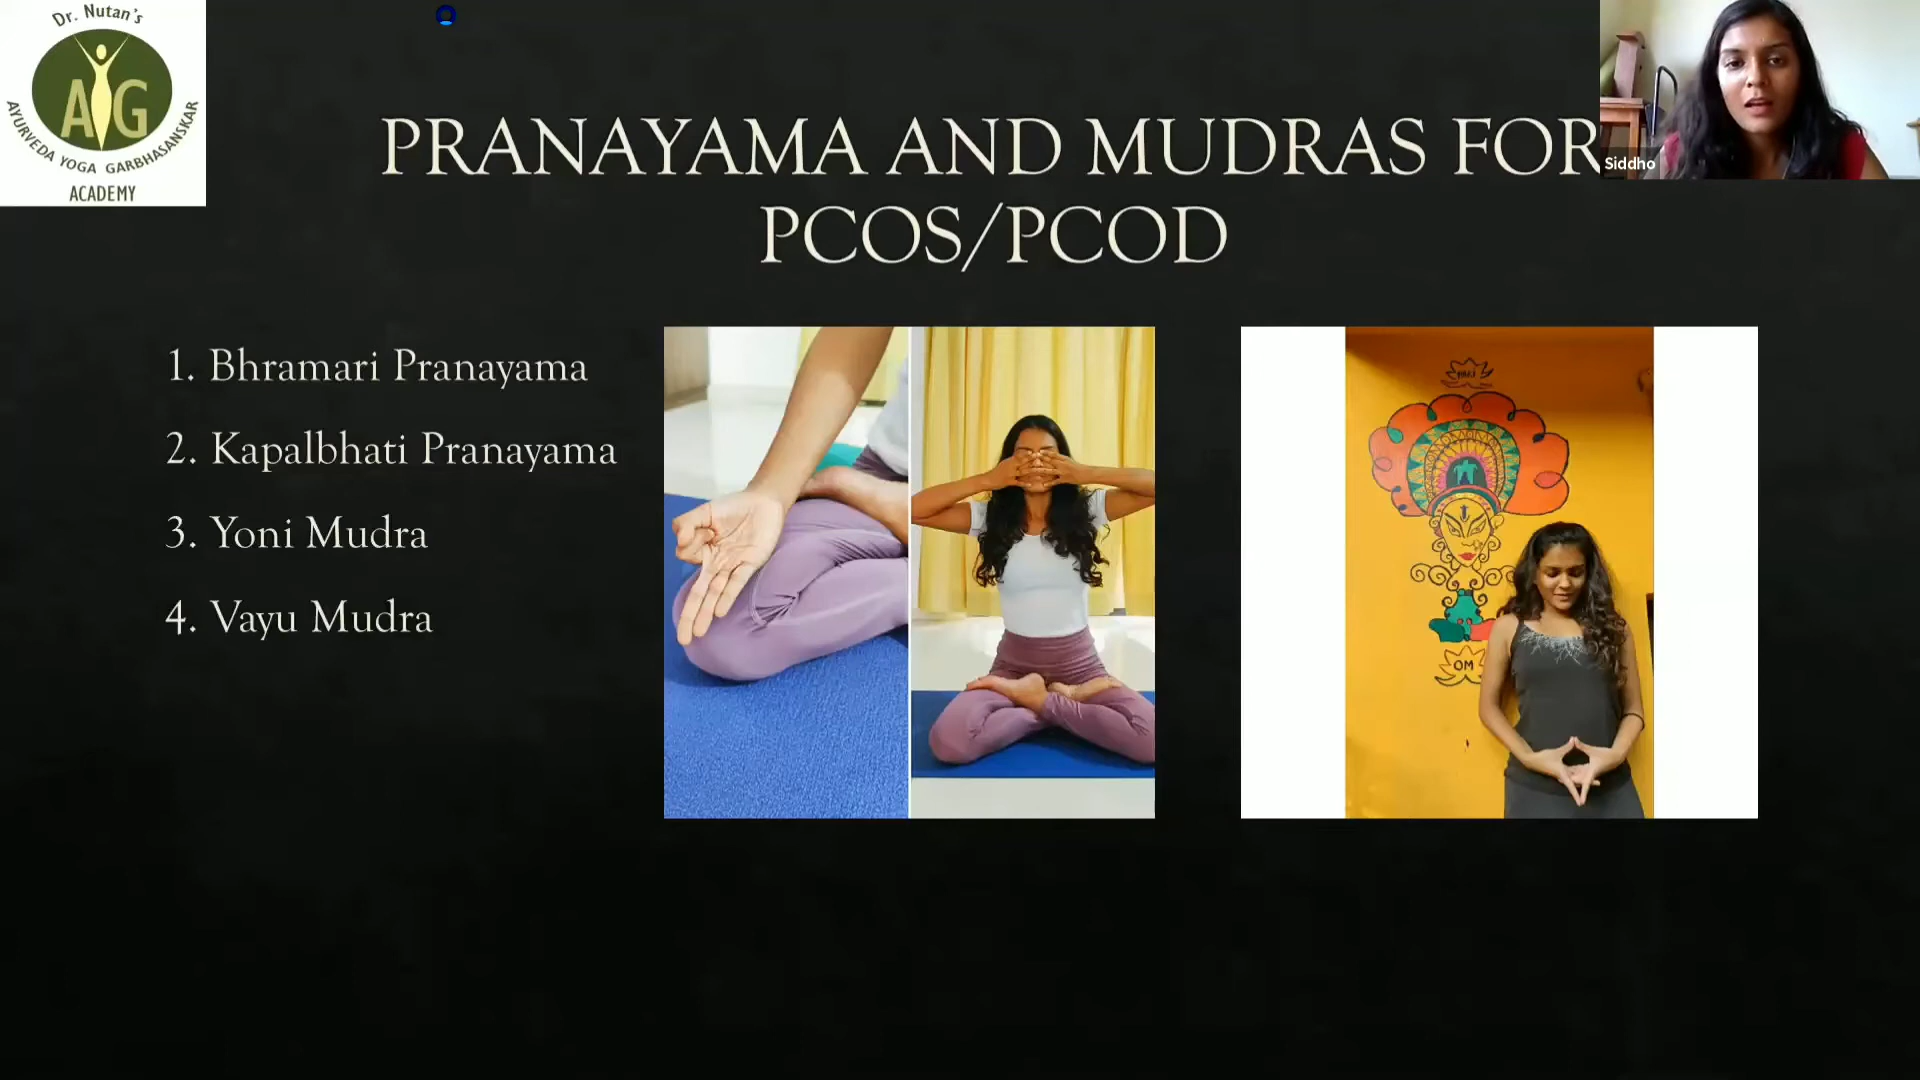 Dr. Nutan's
AYG
AYURVEDA YOGA GARBHASANSKAR
ACADEMY
PRANAYAMA AND MUDRAS FOR
Siddho
PCOS/PCOD
1. Bhramari Pranayama
2. Kapalbhati Pranayama
3. Yoni Mudra
4. Vayu Mudra
OM